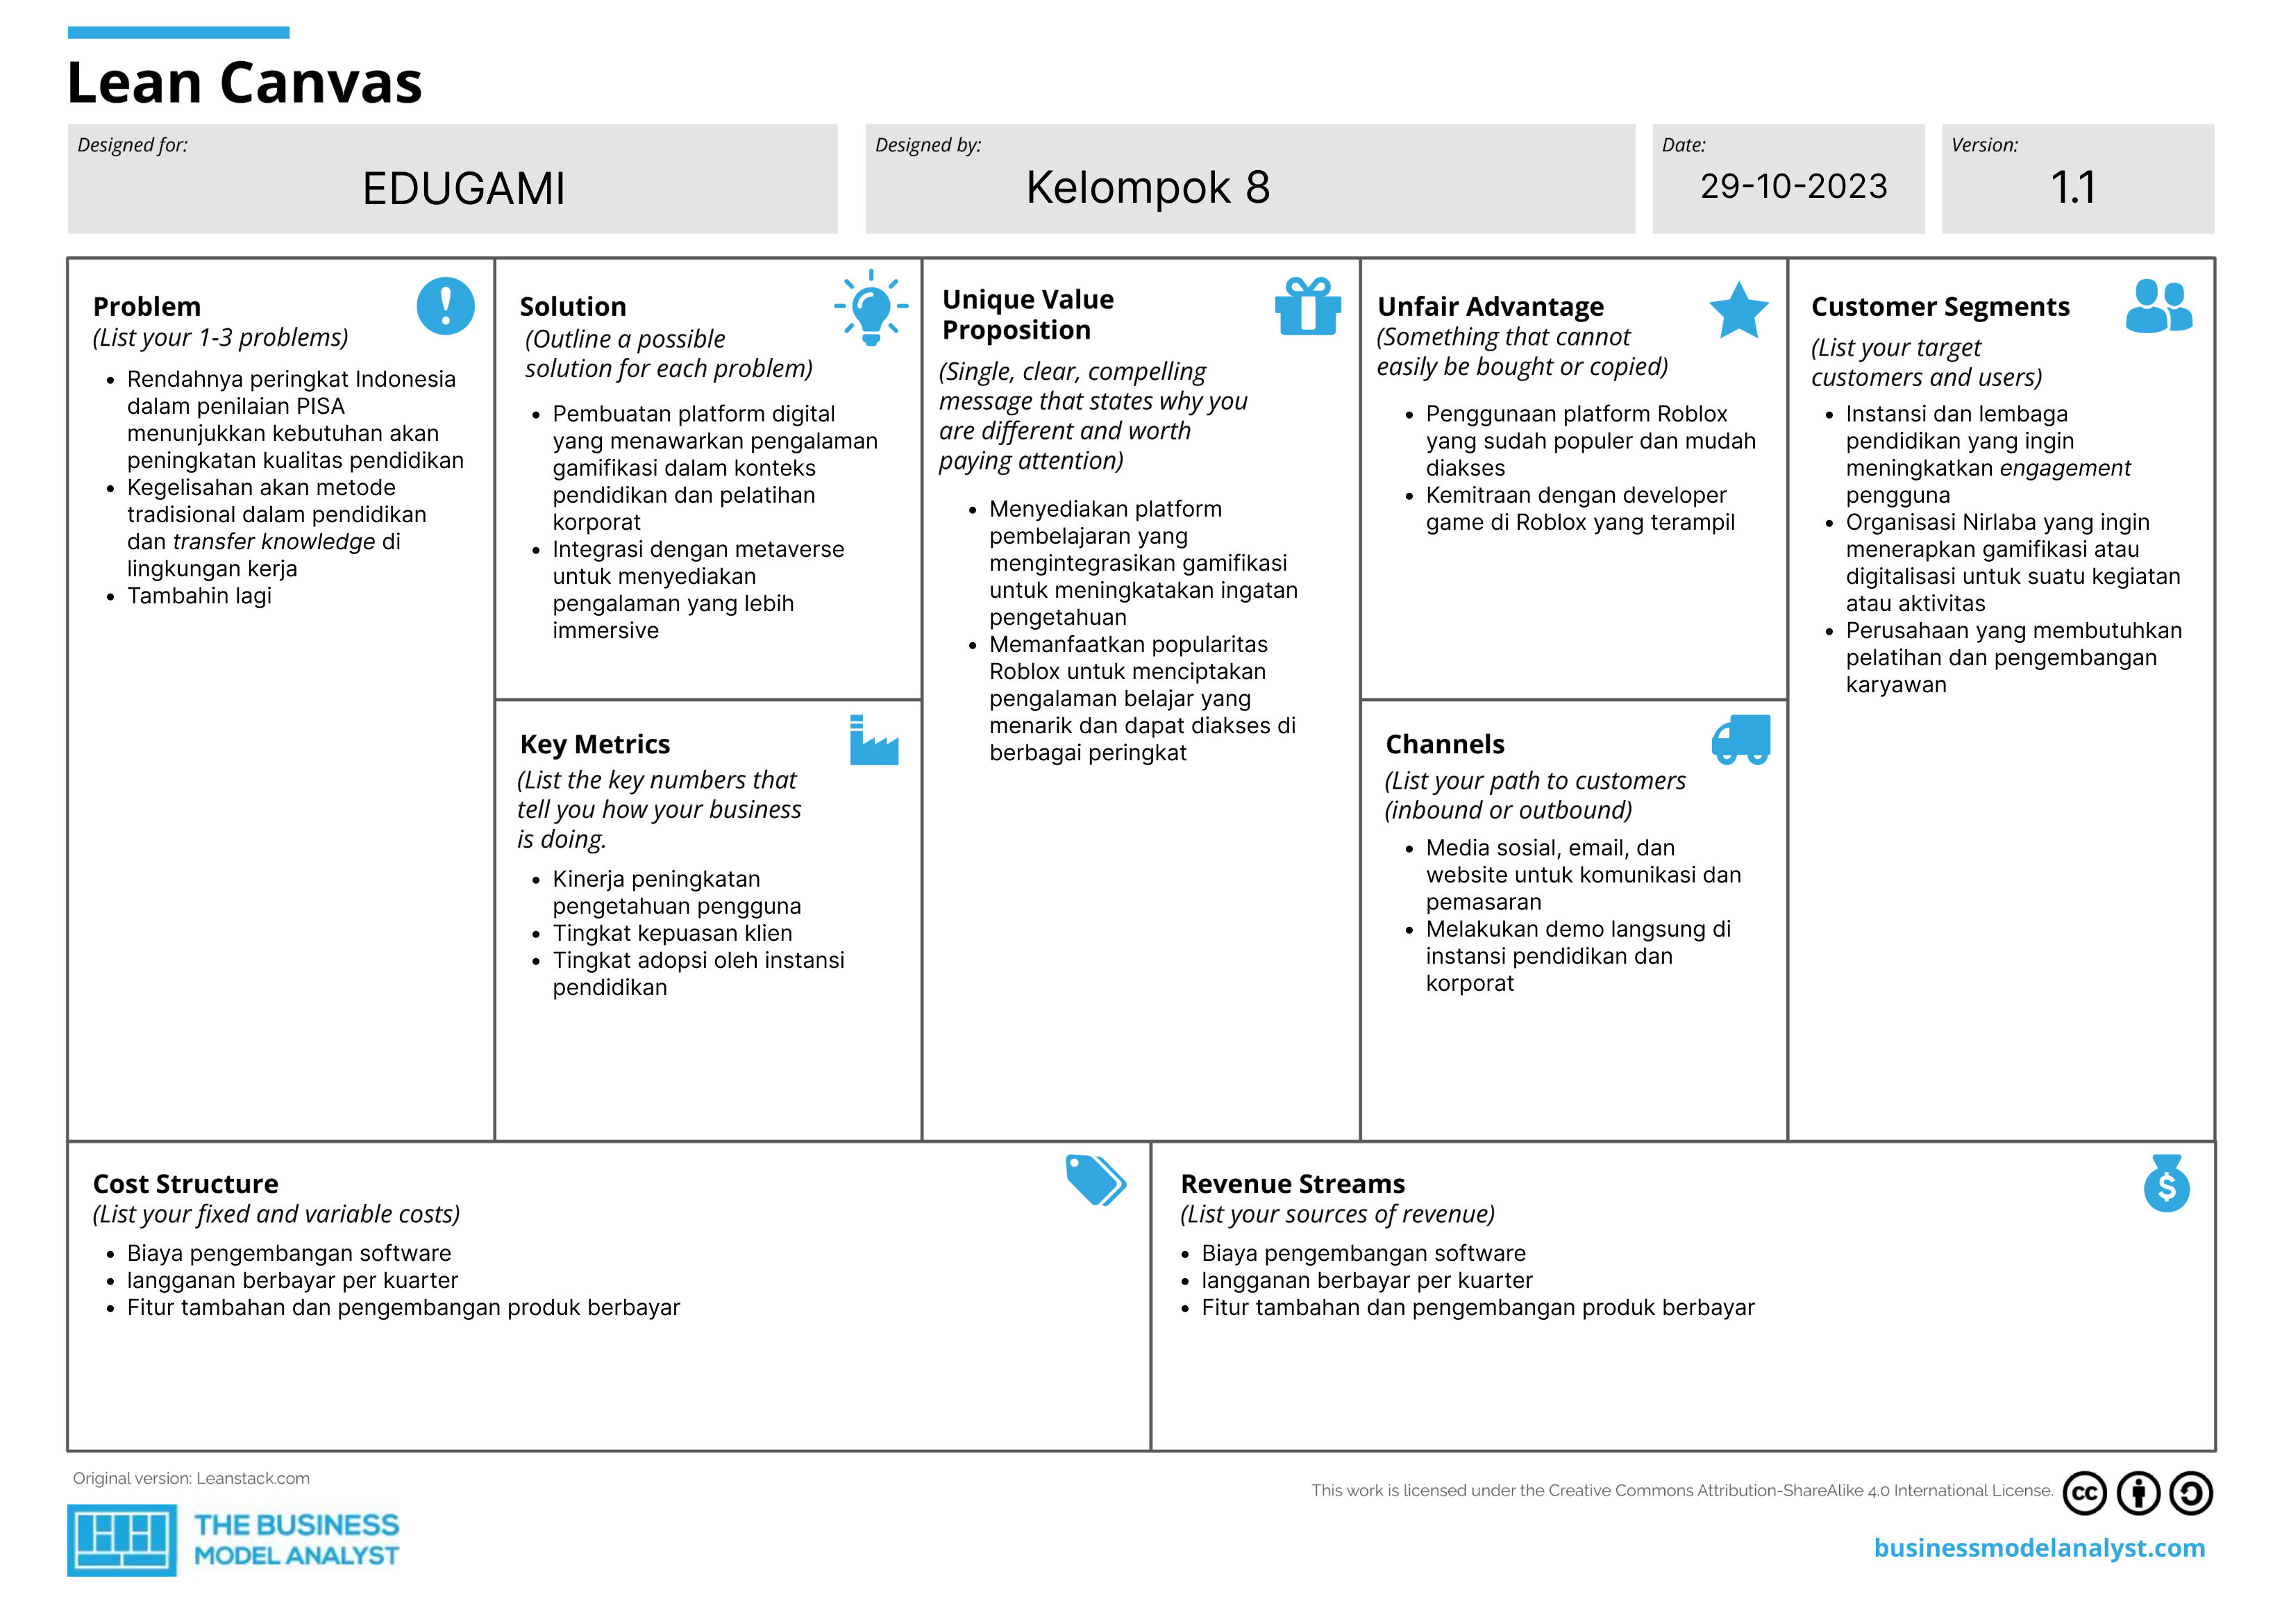 Lean Canvas
Designed for:
EDUGAMI
Designed by:
Kelompok 8
Date:
29-10-2023
Version:
1.1
Problem
(List your 1-3 problems)
• Rendahnya peringkat Indonesia
dalam penilaian PISA
menunjukkan kebutuhan akan
peningkatan kualitas pendidikan
• Kegelisahan akan metode
tradisional dalam pendidikan
dan transfer knowledge di
lingkungan kerja
• Tambahin lagi
Solution
(Outline a possible
solution for each problem)
• Pembuatan platform digital
yang menawarkan pengalaman
gamifikasi dalam konteks
pendidikan dan pelatihan
korporat
• Integrasi dengan metaverse
untuk menyediakan
pengalaman yang lebih
immersive
Key Metrics
(List the key numbers that
tell you how your business
is doing.
• Kinerja peningkatan
pengetahuan pengguna
• Tingkat kepuasan klien
• Tingkat adopsi oleh instansi
pendidikan
Unique Value
Proposition
(Single, clear, compelling
message that states why you
are different and worth
paying attention)
• Menyediakan platform
pembelajaran yang
mengintegrasikan gamifikasi
untuk meningkatakan ingatan
pengetahuan
• Memanfaatkan popularitas
Roblox untuk menciptakan
pengalaman belajar yang
menarik dan dapat diakses di
berbagai peringkat
Unfair Advantage
(Something that cannot
easily be bought or copied)
• Penggunaan platform Roblox
yang sudah populer dan mudah
diakses
• Kemitraan dengan developer
game di Roblox yang terampil
Channels
(List your path to customers
(inbound or outbound)
• Media sosial, email, dan
website untuk komunikasi dan
pemasaran
• Melakukan demo langsung di
instansi pendidikan dan
korporat
Customer Segments
(List your target
customers and users)
• Instansi dan lembaga
pendidikan yang ingin
meningkatkan engagement
pengguna
• Organisasi Nirlaba yang ingin
menerapkan gamifikasi atau
digitalisasi untuk suatu kegiatan
atau aktivitas
• Perusahaan yang membutuhkan
pelatihan dan pengembangan
karyawan
Cost Structure
(List your fixed and variable costs)
• Biaya pengembangan software
• langganan berbayar per kuarter
• Fitur tambahan dan pengembangan produk berbayar
Revenue Streams
(List your sources of revenue)
• Biaya pengembangan software
• langganan berbayar per kuarter
• Fitur tambahan dan pengembangan produk berbayar
Original version: Leanstack.com
THE BUSINESS
MODEL ANALYST
This work is licensed under the Creative Commons Attribution-ShareAlike 4.0 International License.
cc
businessmodelanalyst.com